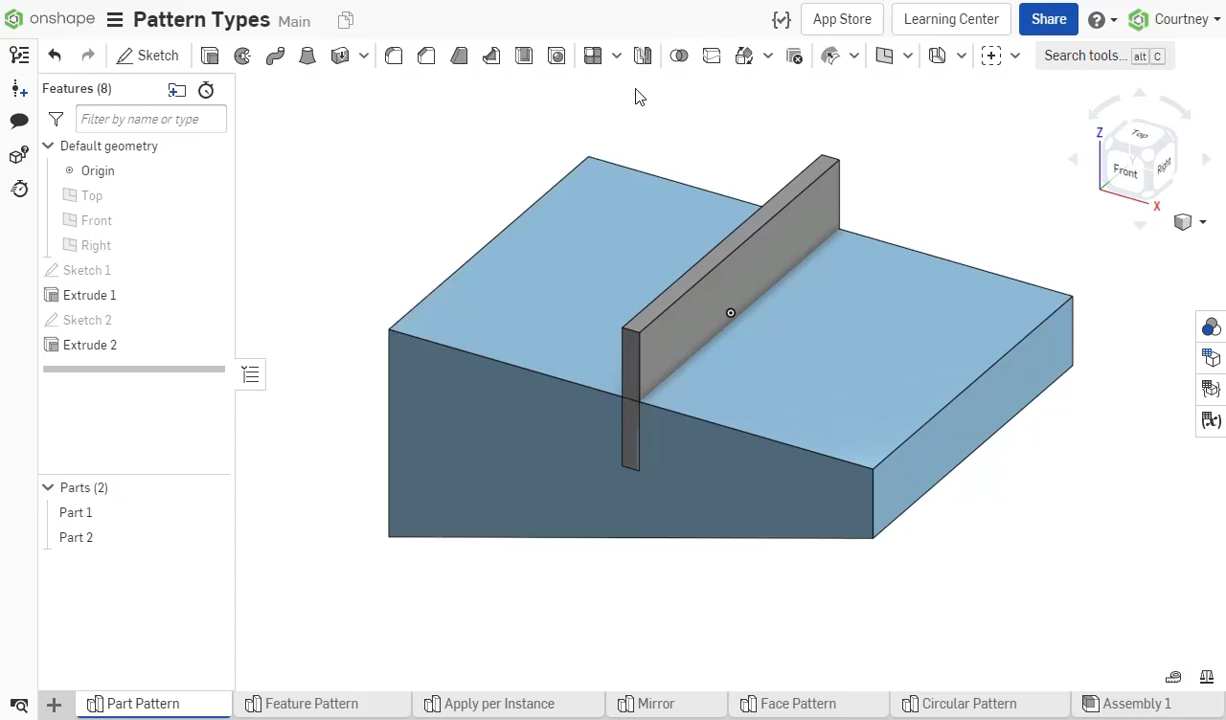 onshape Pattern Types Main App Store Learning Center Share Courtney
Sketch Search tools... alt C
Features (8)
Filter by name or type
Default geometry
Origin
Top
Front
Right
Sketch 1
Extrude 1
Sketch 2
Extrude 2
Parts (2)
Part 1
Part 2
Z
Top
Front
Right
Y
X
Part Pattern Feature Pattern Apply per Instance Mirror Face Pattern Circular Pattern Assembly 1